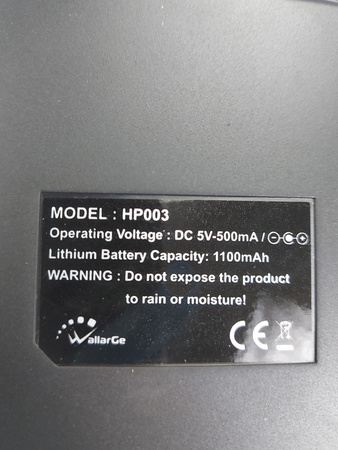 MODEL : HP003
Operating Voltage : DC 5V-500mA /
Lithium Battery Capacity: 1100mAh
WARNING : Do not expose the product
to rain or moisture!
WallarGe
CE